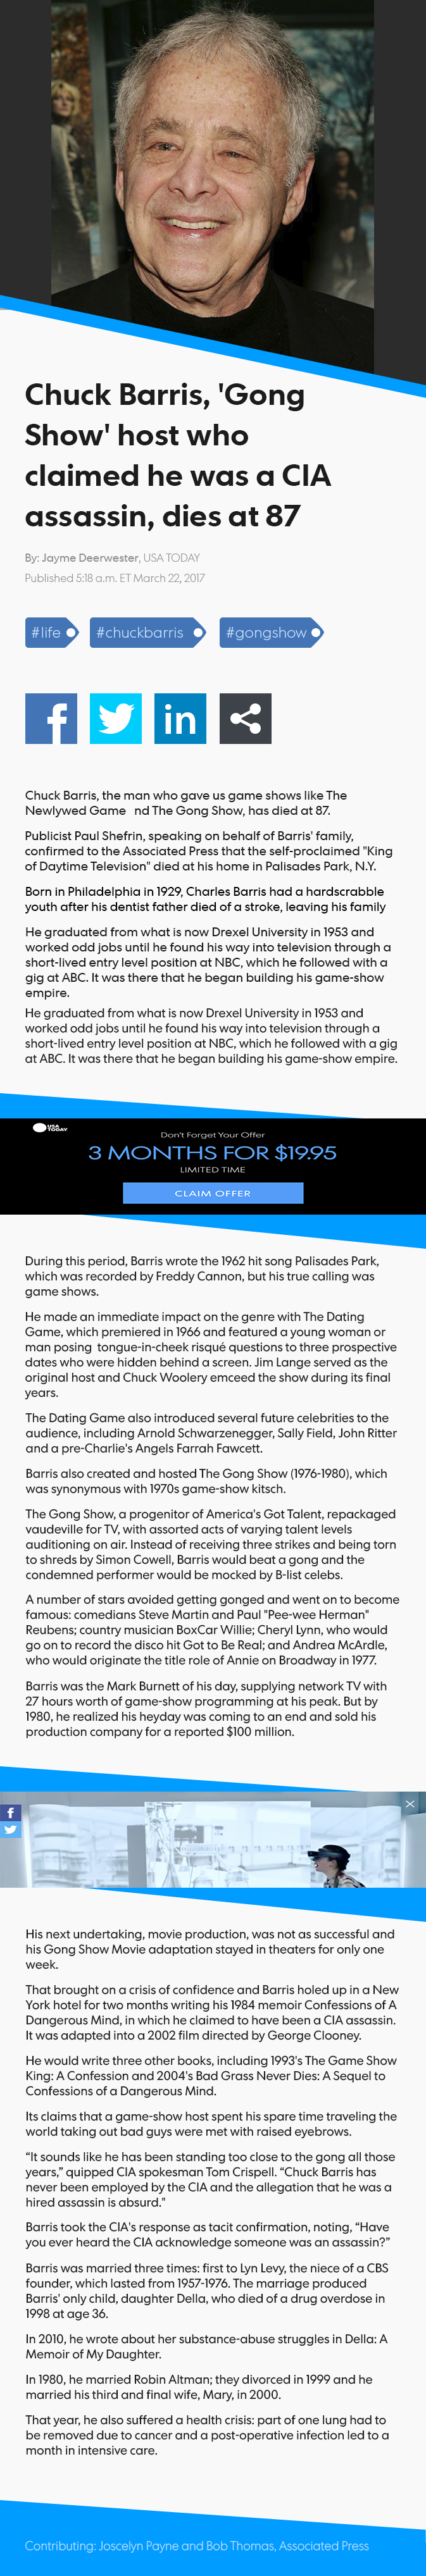 Chuck Barris, 'Gong
Show' host who
claimed he was a CIA
assassin, dies at 87
By: Jayme Deerwester, USA TODAY
Published 5:18 a.m. ET March 22, 2017
#life
#chuckbarris
#gongshow
f
in
Chuck Barris, the man who gave us game shows like The
Newlywed Game nd The Gong Show, has died at 87.
Publicist Paul Shefrin, speaking on behalf of Barris' family,
confirmed to the Associated Press that the self-proclaimed "King
of Daytime Television" died at his home in Palisades Park, N.Y.
Born in Philadelphia in 1929, Charles Barris had a hardscrabble
youth after his dentist father died of a stroke, leaving his family
He graduated from what is now Drexel University in 1953 and
worked odd jobs until he found his way into television through a
short-lived entry level position at NBC, which he followed with a
gig at ABC. It was there that he began building his game-show
empire.
He graduated from what is now Drexel University in 1953 and
worked odd jobs until he found his way into television through a
short-lived entry level position at NBC, which he followed with a gig
at ABC. It was there that he began building his game-show empire.
USA
TODAY
Don't Forget Your Offer
3 MONTHS FOR $19.95
LIMITED TIME
CLAIM OFFER
During this period, Barris wrote the 1962 hit song Palisades Park,
which was recorded by Freddy Cannon, but his true calling was
game shows.
He made an immediate impact on the genre with The Dating
Game, which premiered in 1966 and featured a young woman or
man posing tongue-in-cheek risqué questions to three prospective
dates who were hidden behind a screen. Jim Lange served as the
original host and Chuck Woolery emceed the show during its final
years.
The Dating Game also introduced several future celebrities to the
audience, including Arnold Schwarzenegger, Sally Field, John Ritter
and a pre-Charlie's Angels Farrah Fawcett.
Barris also created and hosted The Gong Show (1976-1980), which
was synonymous with 1970s game-show kitsch.
The Gong Show, a progenitor of America's Got Talent, repackaged
vaudeville for TV, with assorted acts of varying talent levels
auditioning on air. Instead of receiving three strikes and being torn
to shreds by Simon Cowell, Barris would beat a gong and the
condemned performer would be mocked by B-list celebs.
A number of stars avoided getting gonged and went on to become
famous: comedians Steve Martin and Paul "Pee-wee Herman"
Reubens; country musician BoxCar Willie; Cheryl Lynn, who would
go on to record the disco hit Got to Be Real; and Andrea McArdle,
who would originate the title role of Annie on Broadway in 1977.
Barris was the Mark Burnett of his day, supplying network TV with
27 hours worth of game-show programming at his peak. But by
1980, he realized his heyday was coming to an end and sold his
production company for a reported $100 million.
f
His next undertaking, movie production, was not as successful and
his Gong Show Movie adaptation stayed in theaters for only one
week.
That brought on a crisis of confidence and Barris holed up in a New
York hotel for two months writing his 1984 memoir Confessions of A
Dangerous Mind, in which he claimed to have been a CIA assassin.
It was adapted into a 2002 film directed by George Clooney.
He would write three other books, including 1993's The Game Show
King: A Confession and 2004's Bad Grass Never Dies: A Sequel to
Confessions of a Dangerous Mind.
Its claims that a game-show host spent his spare time traveling the
world taking out bad guys were met with raised eyebrows.
“It sounds like he has been standing too close to the gong all those
years,” quipped CIA spokesman Tom Crispell. “Chuck Barris has
never been employed by the CIA and the allegation that he was a
hired assassin is absurd."
Barris took the CIA's response as tacit confirmation, noting, “Have
you ever heard the CIA acknowledge someone was an assassin?”
Barris was married three times: first to Lyn Levy, the niece of a CBS
founder, which lasted from 1957-1976. The marriage produced
Barris' only child, daughter Della, who died of a drug overdose in
1998 at age 36.
In 2010, he wrote about her substance-abuse struggles in Della: A
Memoir of My Daughter.
In 1980, he married Robin Altman; they divorced in 1999 and he
married his third and final wife, Mary, in 2000.
That year, he also suffered a health crisis: part of one lung had to
be removed due to cancer and a post-operative infection led to a
month in intensive care.
Contributing: Joscelyn Payne and Bob Thomas, Associated Press